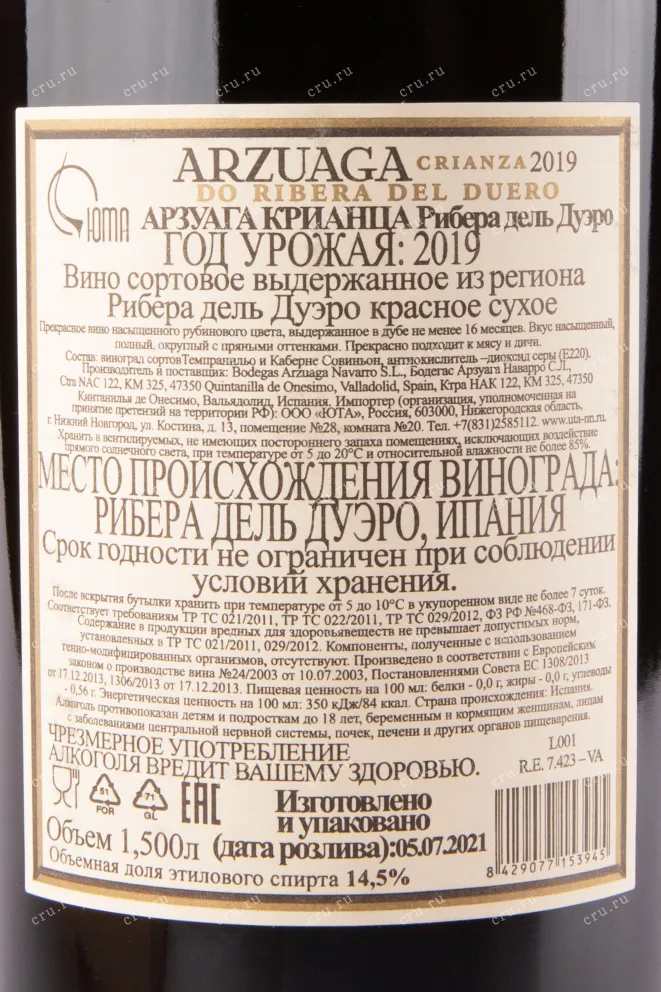 ЮТА
ARZUAGA CRIANZA 2019
DO RIBERA DEL DUERO
АРЗУАГА КРИАНЦА Рибера дель Дуэро
ГОД УРОЖАЯ: 2019
Вино сортовое выдержанное из региона
Рибера дель Дуэро красное сухое
Прекрасное вино насыщенного рубинового цвета, выдержанное в дубе не менее 16 месяцев. Вкус насыщенный,
полный, округлый с пряными оттенками. Прекрасно подходит к мясу и дичи.
Состав: виноград сортовТемпранильо и Каберне Совиньон, антиокислитель –диоксид серы (Е220).
Производитель и поставщик: Bodegas Arzuaga Navarro S.L., Бодегас Арзуага Наварро С.Л.,
Ctra NAC 122, KM 325, 47350 Quintanilla de Onesimo, Valladolid, Spain, Ктра НАК 122, КМ 325, 47350
Кинтанилья де Онесимо, Вальядолид, Испания. Импортер (организация, уполномоченная на
принятие претензий на территории РФ): ООО «ЮТА», Россия, 603000, Нижегородская область,
г. Нижний Новгород, ул. Костина, д. 13, помещение №28, комната №20. Тел. +7(831)2585112. www.uta-nn.ru.
Хранить в вентилируемых, не имеющих постороннего запаха помещениях, исключающих воздействие
прямого солнечного света, при температуре от 5 до 20°С и относительной влажности не более 85%.
МЕСТО ПРОИСХОЖДЕНИЯ ВИНОГРАДА:
РИБЕРА ДЕЛЬ ДУЭРО, ИПАНИЯ
Срок годности не ограничен при соблюдении
условий хранения.
После вскрытия бутылки хранить при температуре от 5 до 10°С в укупоренном виде не более 7 суток.
Соответствует требованиям ТР ТС 021/2011, ТР ТС 022/2011, ТР ТС 029/2012, ФЗ РФ №468-ФЗ, 171-ФЗ.
Содержание в продукции вредных для здоровьявеществ не превышает допустимых норм,
установленных в ТР ТС 021/2011, 029/2012. Компоненты, полученные с использованием
генно-модифицированных организмов, отсутствуют. Произведено в соответствии с Европейским
законом о производстве вина №24/2003 от 10.07.2003, Постановлениями Совета ЕС 1308/2013
от 17.12.2013, 1306/2013 от 17.12.2013. Пищевая ценность на 100 мл: белки - 0,0 г, жиры - 0,0 г, углеводы
- 0,56 г. Энергетическая ценность на 100 мл: 350 кДж/84 ккал. Страна происхождения: Испания.
Алкоголь противопоказан детям и подросткам до 18 лет, беременным и кормящим женщинам, лицам
с заболеваниями центральной нервной системы, почек, печени и других органов пищеварения.
ЧРЕЗМЕРНОЕ УПОТРЕБЛЕНИЕ
АЛКОГОЛЯ ВРЕДИТ ВАШЕМУ ЗДОРОВЬЮ.
L001
R.E. 7.423 – VA
51
FOR
71
GL
EAC
Изготовлено
и упаковано
Объем 1,500л (дата розлива):05.07.2021
Объемная доля этилового спирта 14,5%
8 429077 153945
cru.ru